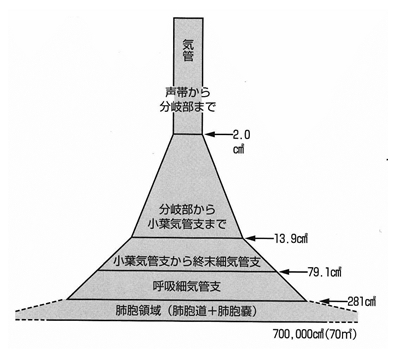 気管
声帯から
分岐部まで
2.0
c㎡
分岐部から
小葉気管支まで
13.9c㎡
小葉気管支から終末細気管支
79.1c㎡
呼吸細気管支
281c㎡
肺胞領域（肺胞道＋肺胞嚢）
700,000c㎡(70㎡)